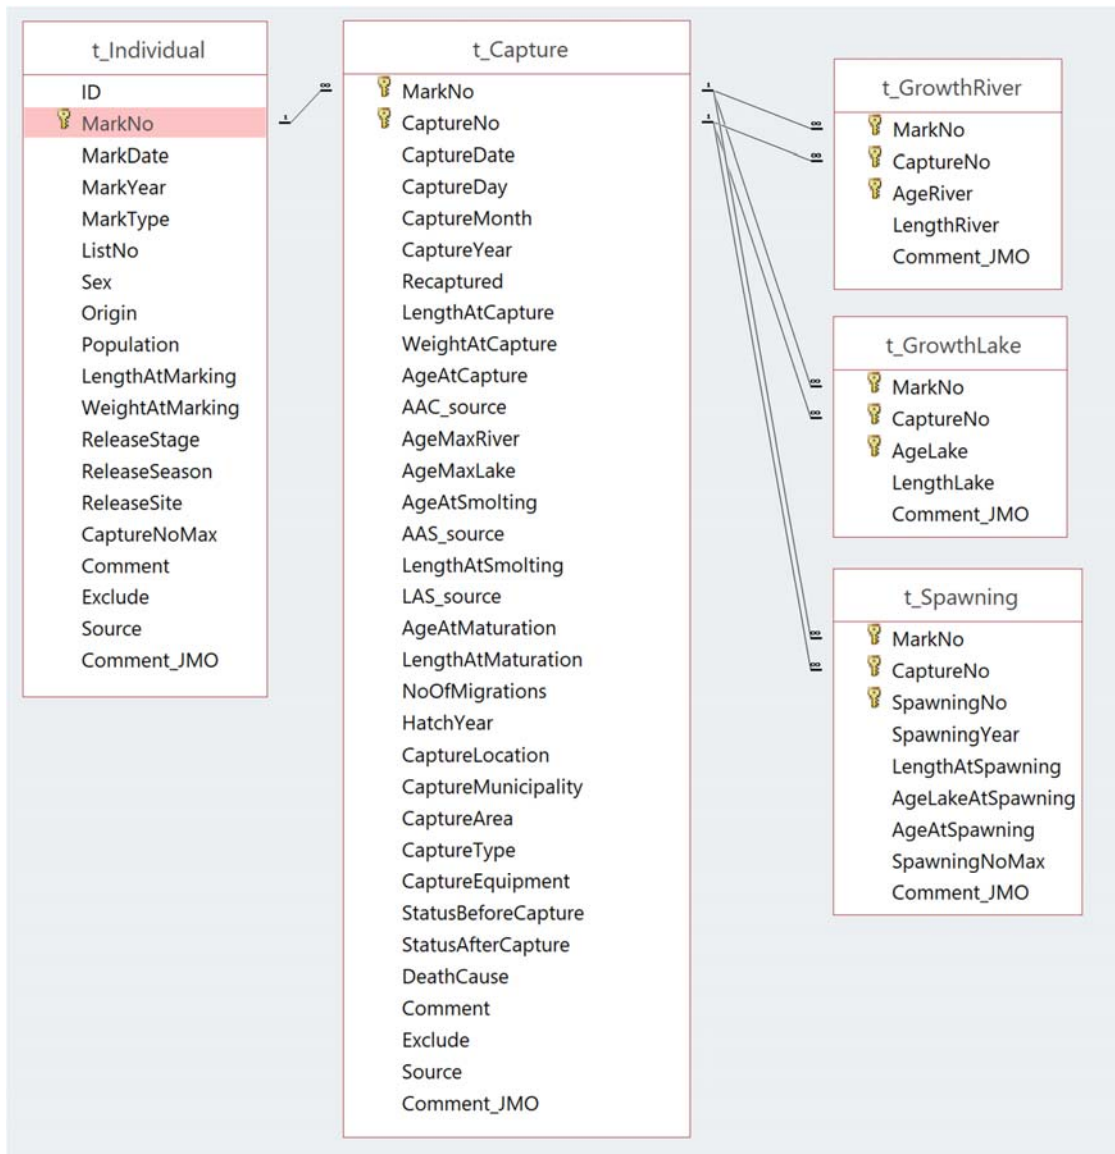 t_Individual
ID
MarkNo
MarkDate
MarkYear
MarkType
ListNo
Sex
Origin
Population
LengthAtMarking
WeightAtMarking
ReleaseStage
ReleaseSeason
ReleaseSite
CaptureNoMax
Comment
Exclude
Source
Comment_JMO
1
∞
t_Capture
MarkNo
CaptureNo
CaptureDate
CaptureDay
CaptureMonth
CaptureYear
Recaptured
LengthAtCapture
WeightAtCapture
AgeAtCapture
AAC_source
AgeMaxRiver
AgeMaxLake
AgeAtSmolting
AAS_source
LengthAtSmolting
LAS_source
AgeAtMaturation
LengthAtMaturation
NoOfMigrations
HatchYear
CaptureLocation
CaptureMunicipality
CaptureArea
CaptureType
CaptureEquipment
StatusBeforeCapture
StatusAfterCapture
DeathCause
Comment
Exclude
Source
Comment_JMO
1
1
∞
∞
t_GrowthRiver
MarkNo
CaptureNo
AgeRiver
LengthRiver
Comment_JMO
∞
∞
t_GrowthLake
MarkNo
CaptureNo
AgeLake
LengthLake
Comment_JMO
∞
∞
t_Spawning
MarkNo
CaptureNo
SpawningNo
SpawningYear
LengthAtSpawning
AgeLakeAtSpawning
AgeAtSpawning
SpawningNoMax
Comment_JMO